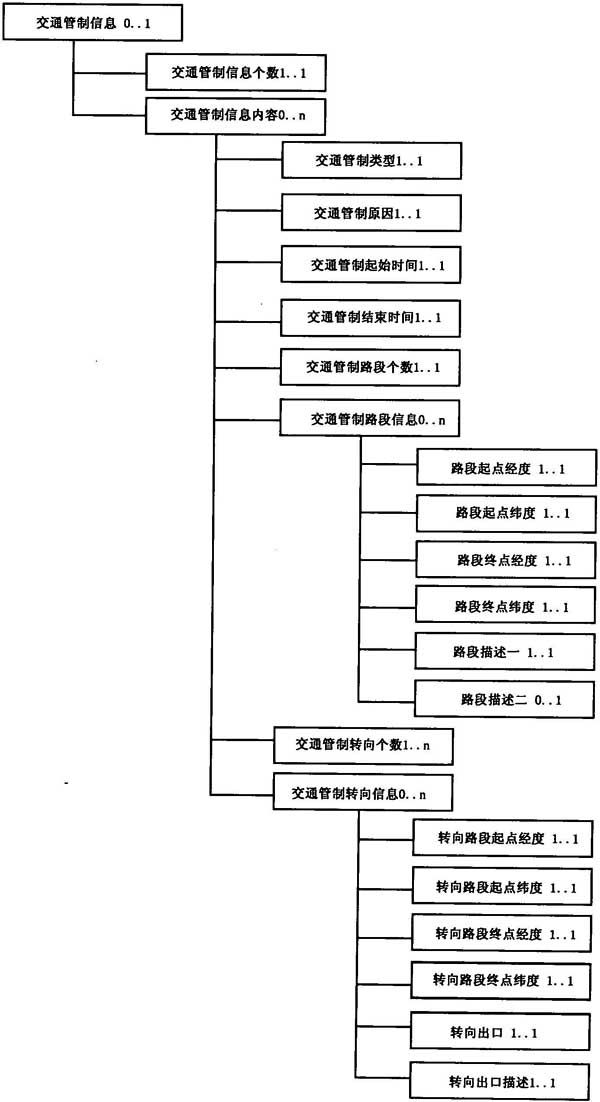 交通管制信息 0..1
交通管制信息个数1..1
交通管制信息内容0..n
交通管制类型1..1
交通管制原因1..1
交通管制起始时间1..1
交通管制结束时间1..1
交通管制路段个数1..1
交通管制路段信息0..n
路段起点经度 1..1
路段起点纬度 1..1
路段终点经度 1..1
路段终点纬度 1..1
路段描述一 1..1
路段描述二 0..1
交通管制转向个数1..n
交通管制转向信息0..n
转向路段起点经度 1..1
转向路段起点纬度 1..1
转向路段终点经度 1..1
转向路段终点纬度 1..1
转向出口 1..1
转向出口描述1..1